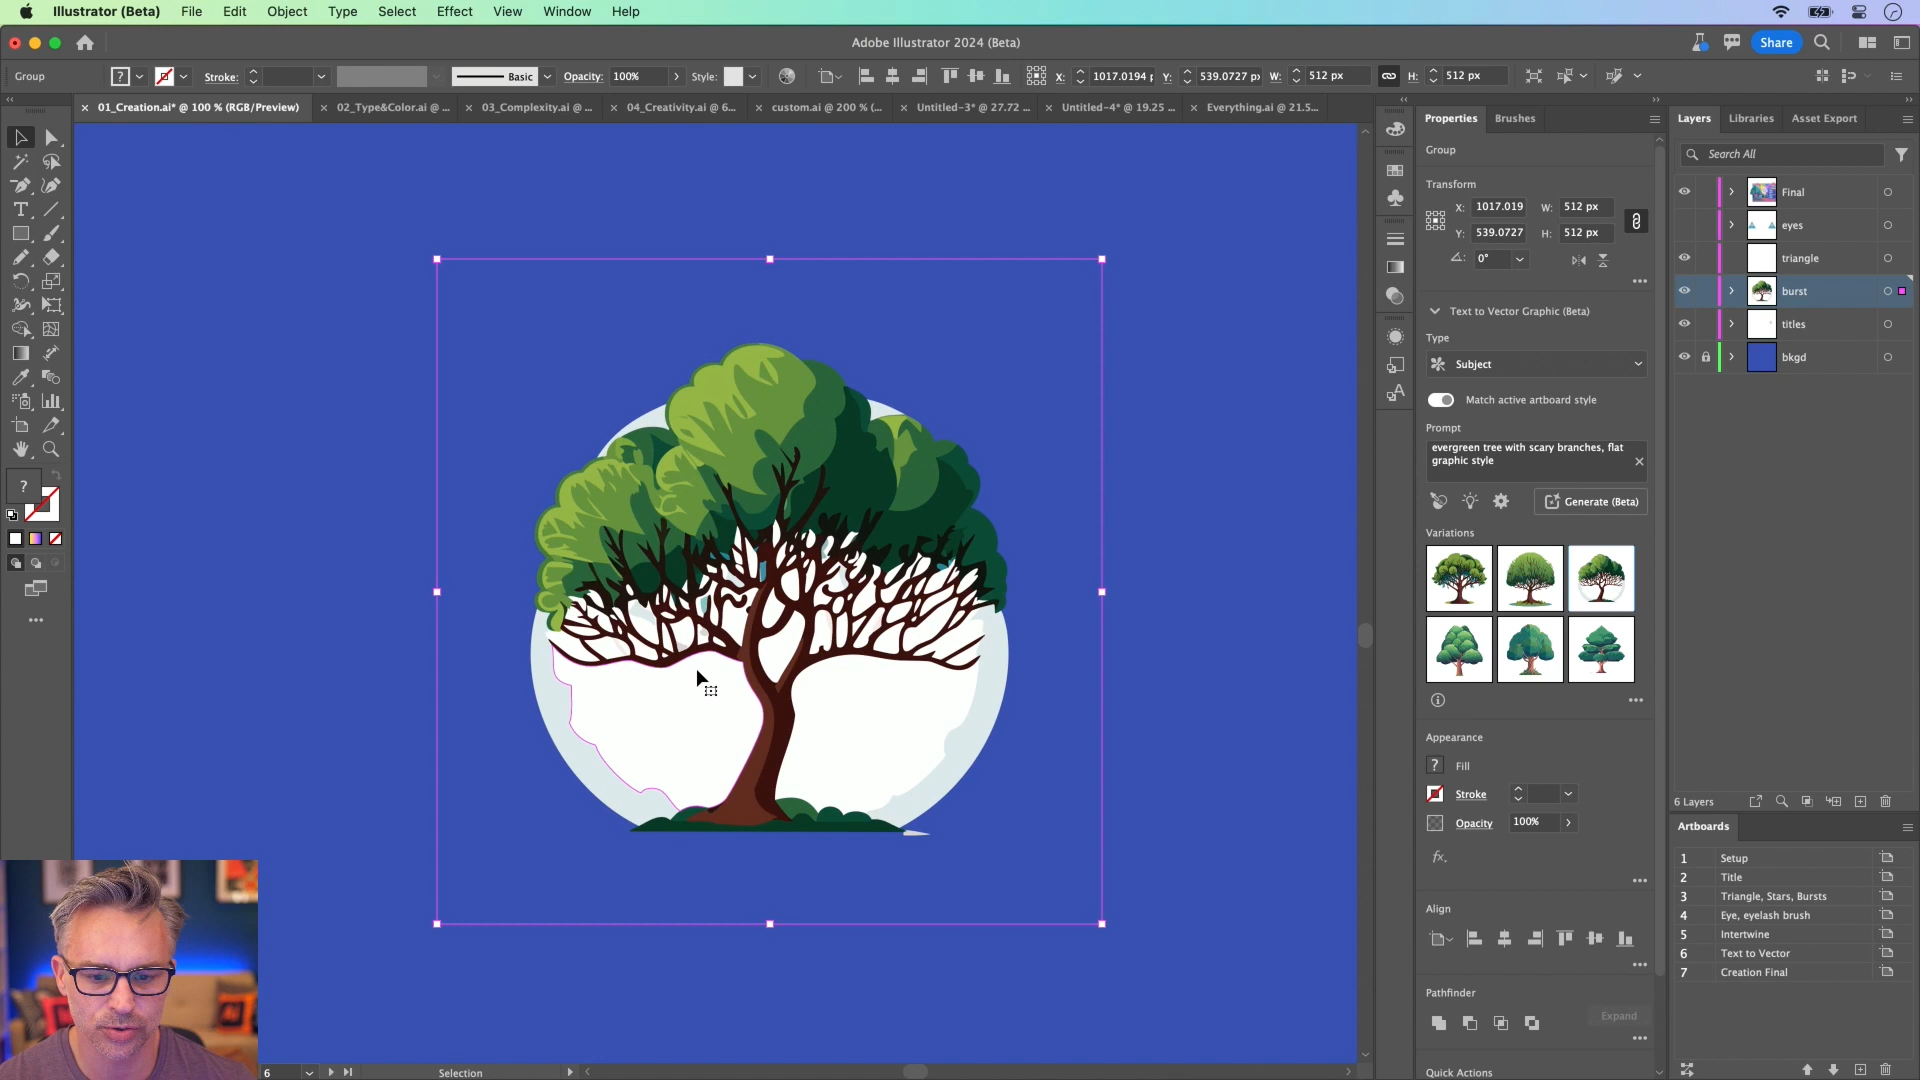 Illustrator (Beta) File Edit Object Type Select Effect View Window Help
Adobe Illustrator 2024 (Beta)
Share
Group ? Stroke: Basic Opacity: 100% Style: X: 1017.0194 Y: 539.0727 px W: 512 px H: 512 px
01_Creation.ai* @ 100 % (RGB/Preview) 02_Type&Color.ai @ ... 03_Complexity.ai @ ... 04_Creativity.ai @ 6... custom.ai @ 200 % (... Untitled-3* @ 27.72 ... Untitled-4* @ 19.25 ... Everything.ai @ 21.5...
Properties Brushes
Group
Transform
X: 1017.019 W: 512 px
Y: 539.0727 H: 512 px
0°
Text to Vector Graphic (Beta)
Type
Subject
Match active artboard style
Prompt
evergreen tree with scary branches, flat
graphic style
Generate (Beta)
Variations
Appearance
? Fill
Stroke
Opacity 100%
fx.
Align
Pathfinder
Expand
Quick Actions
Layers Libraries Asset Export
Search All
Final
eyes
triangle
burst
titles
bkgd
6 Layers
Artboards
1 Setup
2 Title
3 Triangle, Stars, Bursts
4 Eye, eyelash brush
5 Intertwine
6 Text to Vector
7 Creation Final
?
Ai
6 Selection